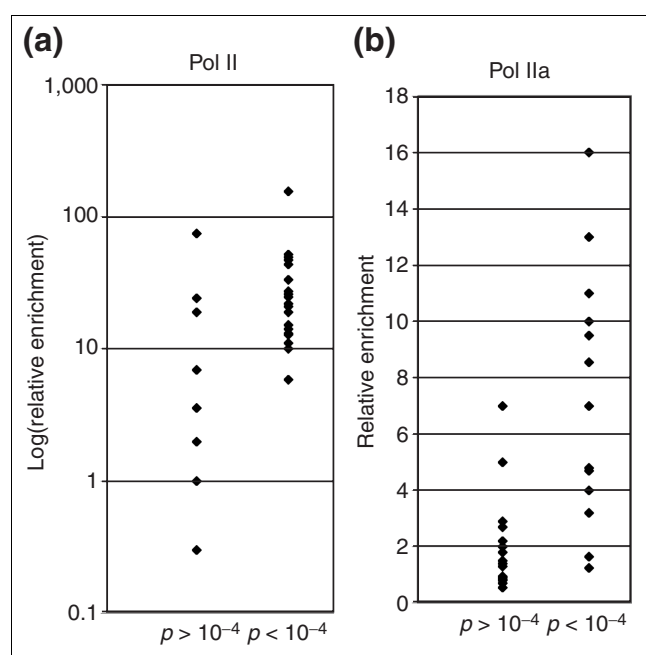 (a)
Pol II
Log(relative enrichment)
1,000
100
10
1
0.1
p > 10⁻⁴ p < 10⁻⁴
(b)
Pol IIa
Relative enrichment
18
16
14
12
10
8
6
4
2
0
p > 10⁻⁴ p < 10⁻⁴